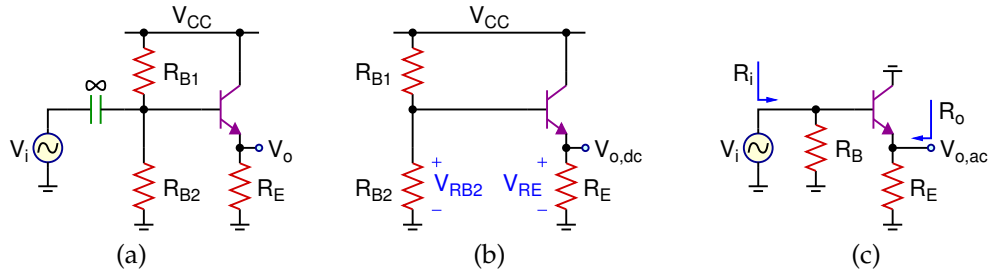 V_CC
R_B1
∞
V_i
V_o
R_B2
R_E
(a)
V_CC
R_B1
V_o,dc
+
+
R_B2
V_RB2
V_RE
R_E
−
−
(b)
R_i
R_o
V_i
R_B
V_o,ac
R_E
(c)